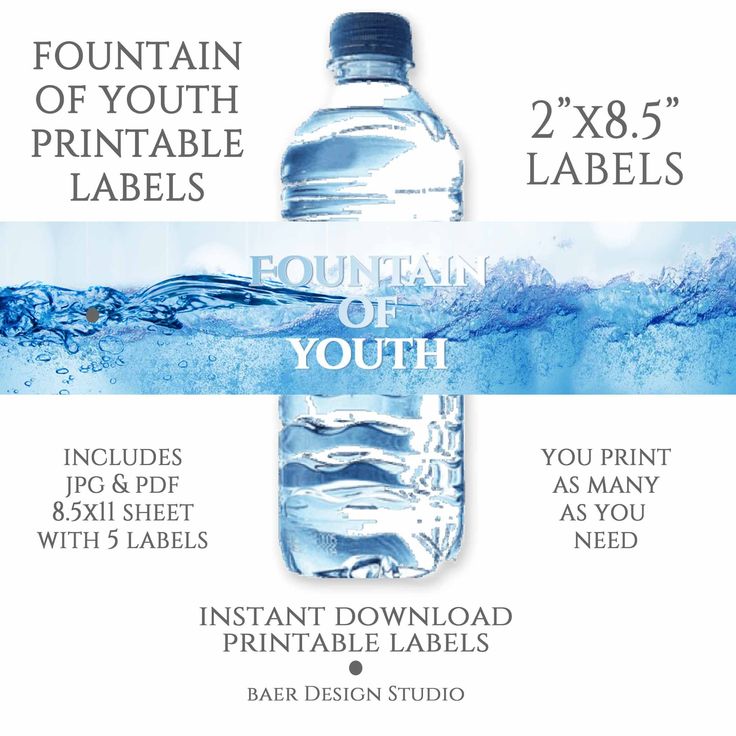 FOUNTAIN
OF YOUTH
PRINTABLE
LABELS
2”x8.5”
LABELS
FOUNTAIN
OF
YOUTH
INCLUDES
JPG & PDF
8.5x11 SHEET
WITH 5 LABELS
YOU PRINT
AS MANY
AS YOU
NEED
INSTANT DOWNLOAD
PRINTABLE LABELS
BAER DESIGN STUDIO